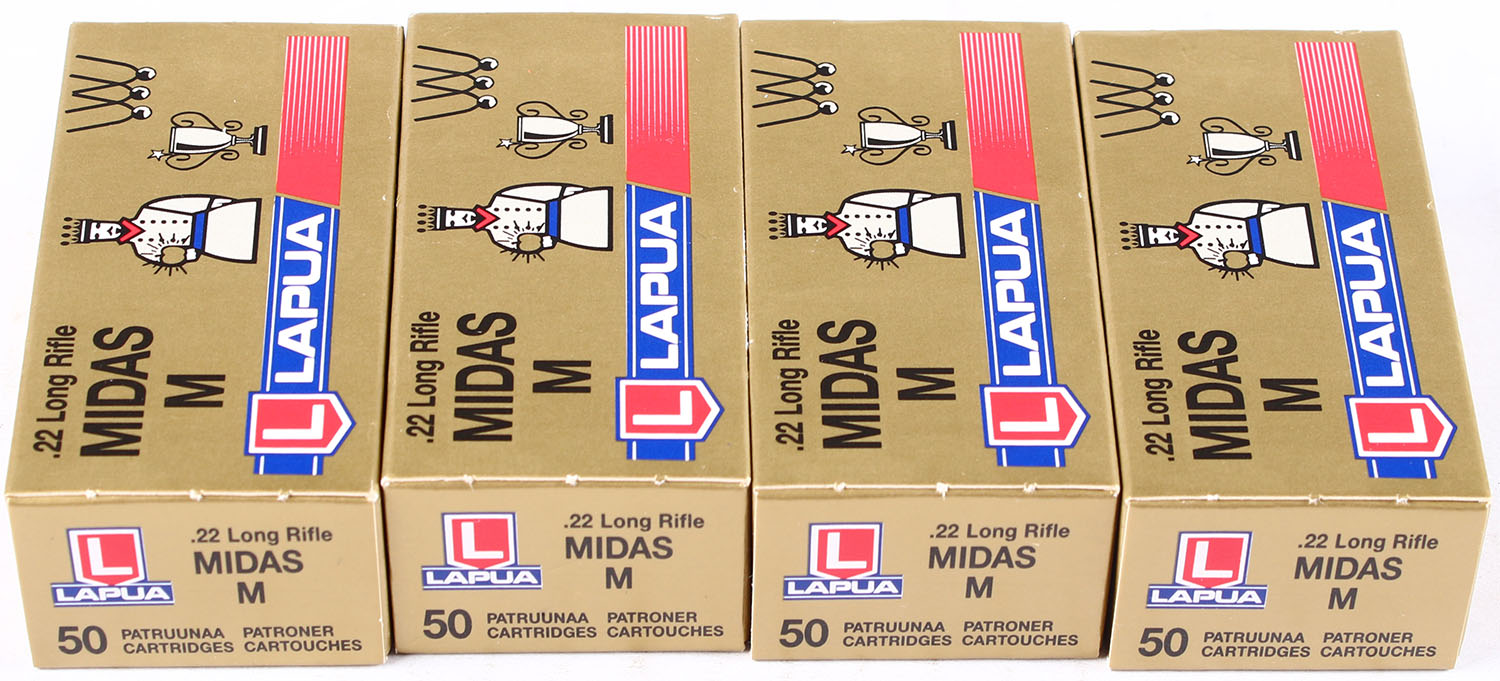 .22 Long Rifle
MIDAS
M
LAPUA
L
.22 Long Rifle
MIDAS
M
LAPUA
L
.22 Long Rifle
MIDAS
M
LAPUA
L
.22 Long Rifle
MIDAS
M
LAPUA
L
L
LAPUA
.22 Long Rifle
MIDAS
M
50 PATRUUNAA PATRONER
CARTRIDGES CARTOUCHES
L
LAPUA
.22 Long Rifle
MIDAS
M
50 PATRUUNAA PATRONER
CARTRIDGES CARTOUCHES
L
LAPUA
.22 Long Rifle
MIDAS
M
50 PATRUUNAA PATRONER
CARTRIDGES CARTOUCHES
L
LAPUA
.22 Long Rifle
MIDAS
M
50 PATRUUNAA PATRONER
CARTRIDGES CARTOUCHES